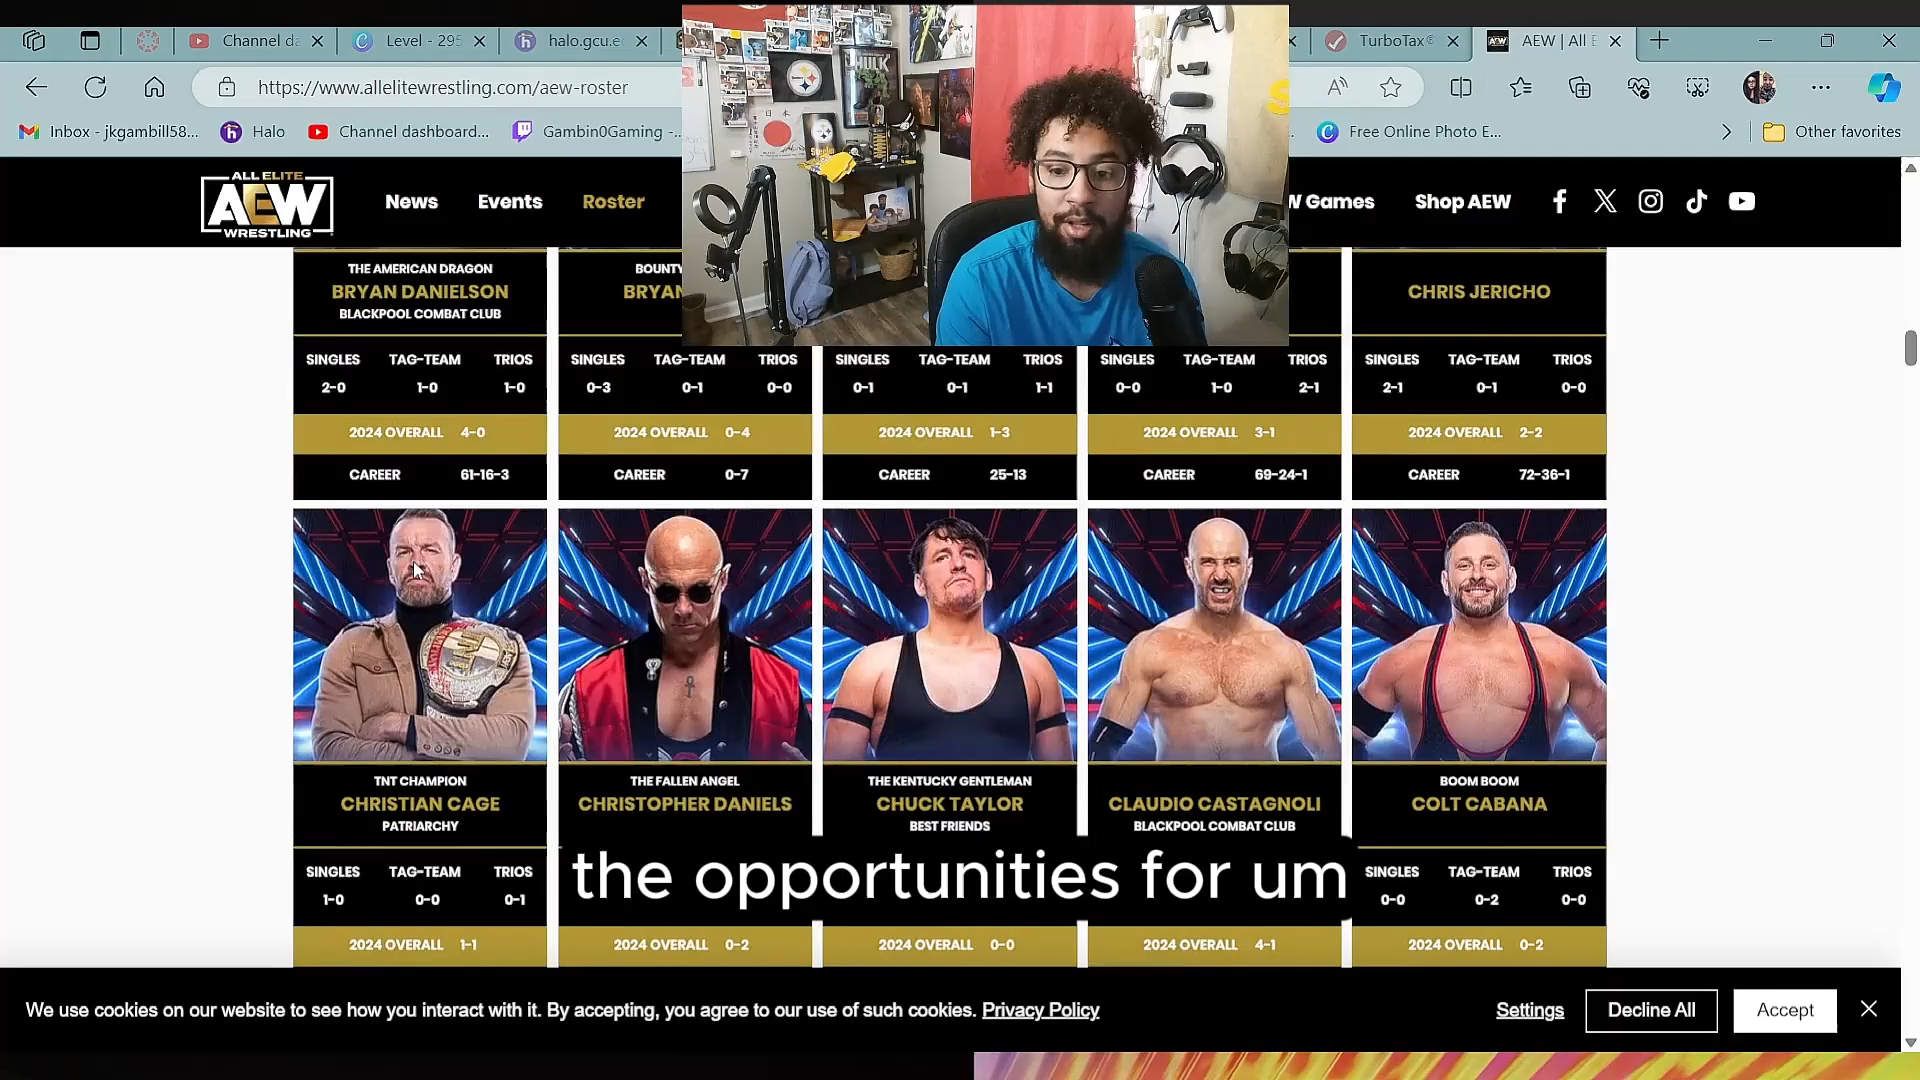 Channel da
Level - 295
halo.gcu.e
TurboTax®
AEW | All E
https://www.allelitewrestling.com/aew-roster
Inbox - jkgambill58...
Halo
Channel dashboard...
Gambin0Gaming -...
Free Online Photo E...
Other favorites
ALL ELITE
AEW
WRESTLING
News
Events
Roster
W Games
Shop AEW
HULK
Steelers
THE AMERICAN DRAGON
BRYAN DANIELSON
BLACKPOOL COMBAT CLUB
BOUNTY
BRYAN
CHRIS JERICHO
SINGLES TAG-TEAM TRIOS
2-0 1-0 1-0
2024 OVERALL 4-0
CAREER 61-16-3
SINGLES TAG-TEAM TRIOS
0-3 0-1 0-0
2024 OVERALL 0-4
CAREER 0-7
SINGLES TAG-TEAM TRIOS
0-1 0-1 1-1
2024 OVERALL 1-3
CAREER 25-13
SINGLES TAG-TEAM TRIOS
0-0 1-0 2-1
2024 OVERALL 3-1
CAREER 69-24-1
SINGLES TAG-TEAM TRIOS
2-1 0-1 0-0
2024 OVERALL 2-2
CAREER 72-36-1
TNT CHAMPION
CHRISTIAN CAGE
PATRIARCHY
SINGLES TAG-TEAM TRIOS
1-0 0-0 0-1
2024 OVERALL 1-1
THE FALLEN ANGEL
CHRISTOPHER DANIELS
2024 OVERALL 0-2
THE KENTUCKY GENTLEMAN
CHUCK TAYLOR
BEST FRIENDS
2024 OVERALL 0-0
CLAUDIO CASTAGNOLI
BLACKPOOL COMBAT CLUB
2024 OVERALL 4-1
BOOM BOOM
COLT CABANA
SINGLES TAG-TEAM TRIOS
0-0 0-2 0-0
2024 OVERALL 0-2
the opportunities for um
We use cookies on our website to see how you interact with it. By accepting, you agree to our use of such cookies. Privacy Policy
Settings
Decline All
Accept